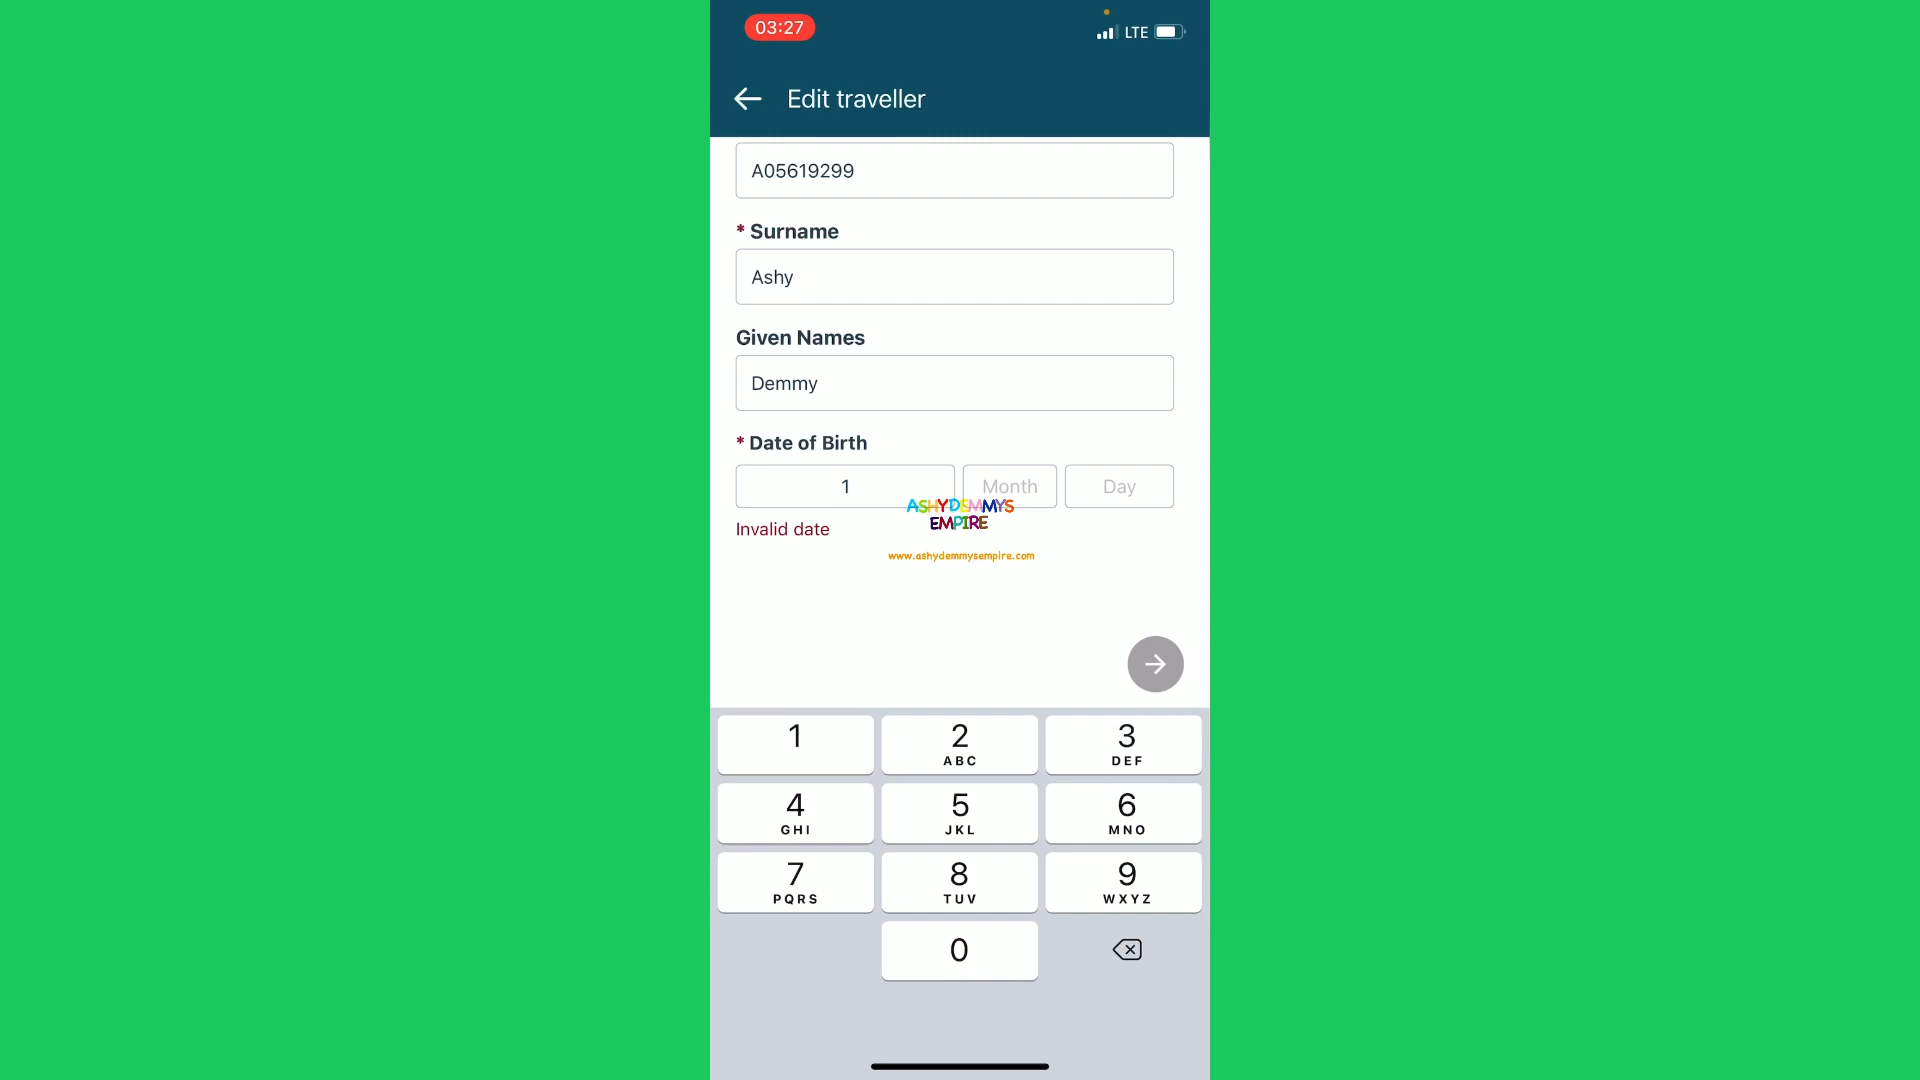 03:27
LTE
Edit traveller
A05619299
* Surname
Ashy
Given Names
Demmy
* Date of Birth
1 Month Day
ASHYDEMMYS
EMPIRE
Invalid date
www.ashydemmysempire.com
1 2 3
ABC DEF
4 5 6
GHI JKL MNO
7 8 9
PQRS TUV WXYZ
0